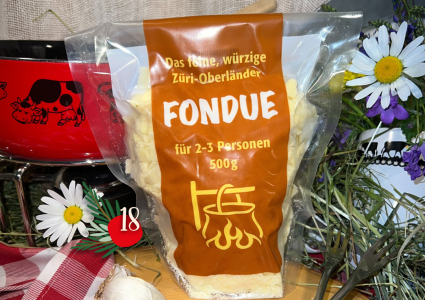 Das feine, würzige
Züri-Oberländer
FONDUE
für 2-3 Personen
500g
18